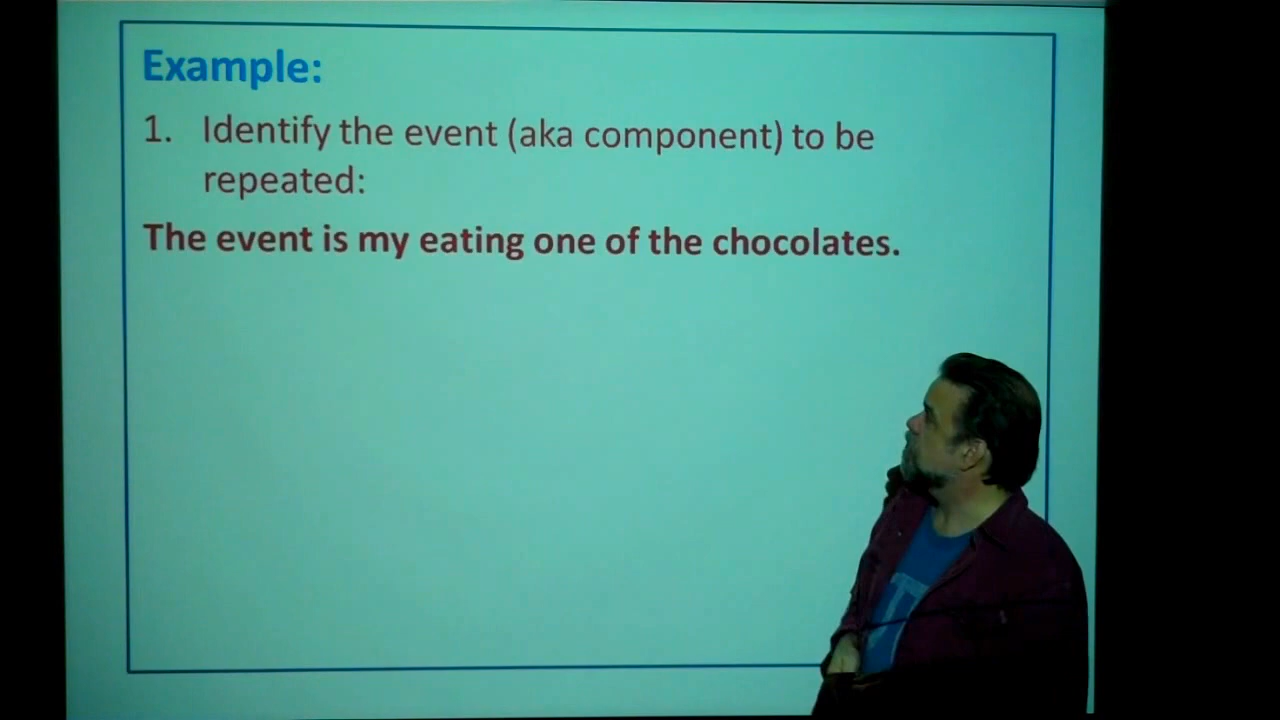 Example:
1. Identify the event (aka component) to be
repeated:
The event is my eating one of the chocolates.